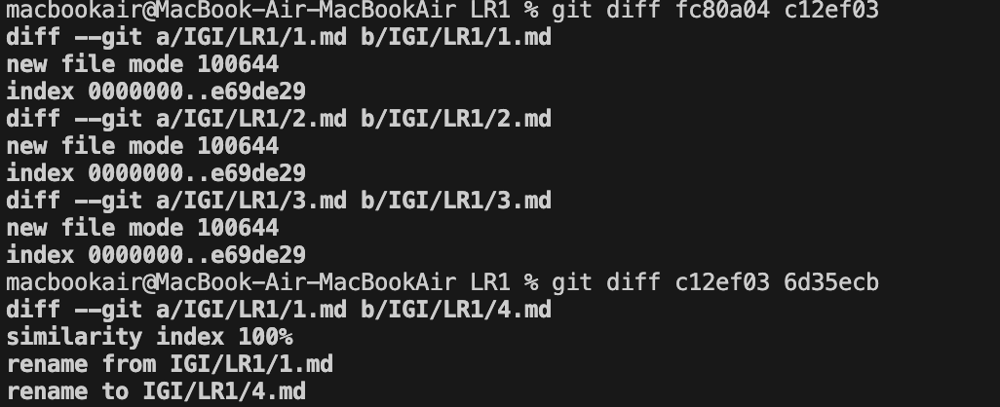 macbookair@MacBook-Air-MacBookAir LR1 % git diff fc80a04 c12ef03
diff --git a/IGI/LR1/1.md b/IGI/LR1/1.md
new file mode 100644
index 0000000..e69de29
diff --git a/IGI/LR1/2.md b/IGI/LR1/2.md
new file mode 100644
index 0000000..e69de29
diff --git a/IGI/LR1/3.md b/IGI/LR1/3.md
new file mode 100644
index 0000000..e69de29
macbookair@MacBook-Air-MacBookAir LR1 % git diff c12ef03 6d35ecb
diff --git a/IGI/LR1/1.md b/IGI/LR1/4.md
similarity index 100%
rename from IGI/LR1/1.md
rename to IGI/LR1/4.md